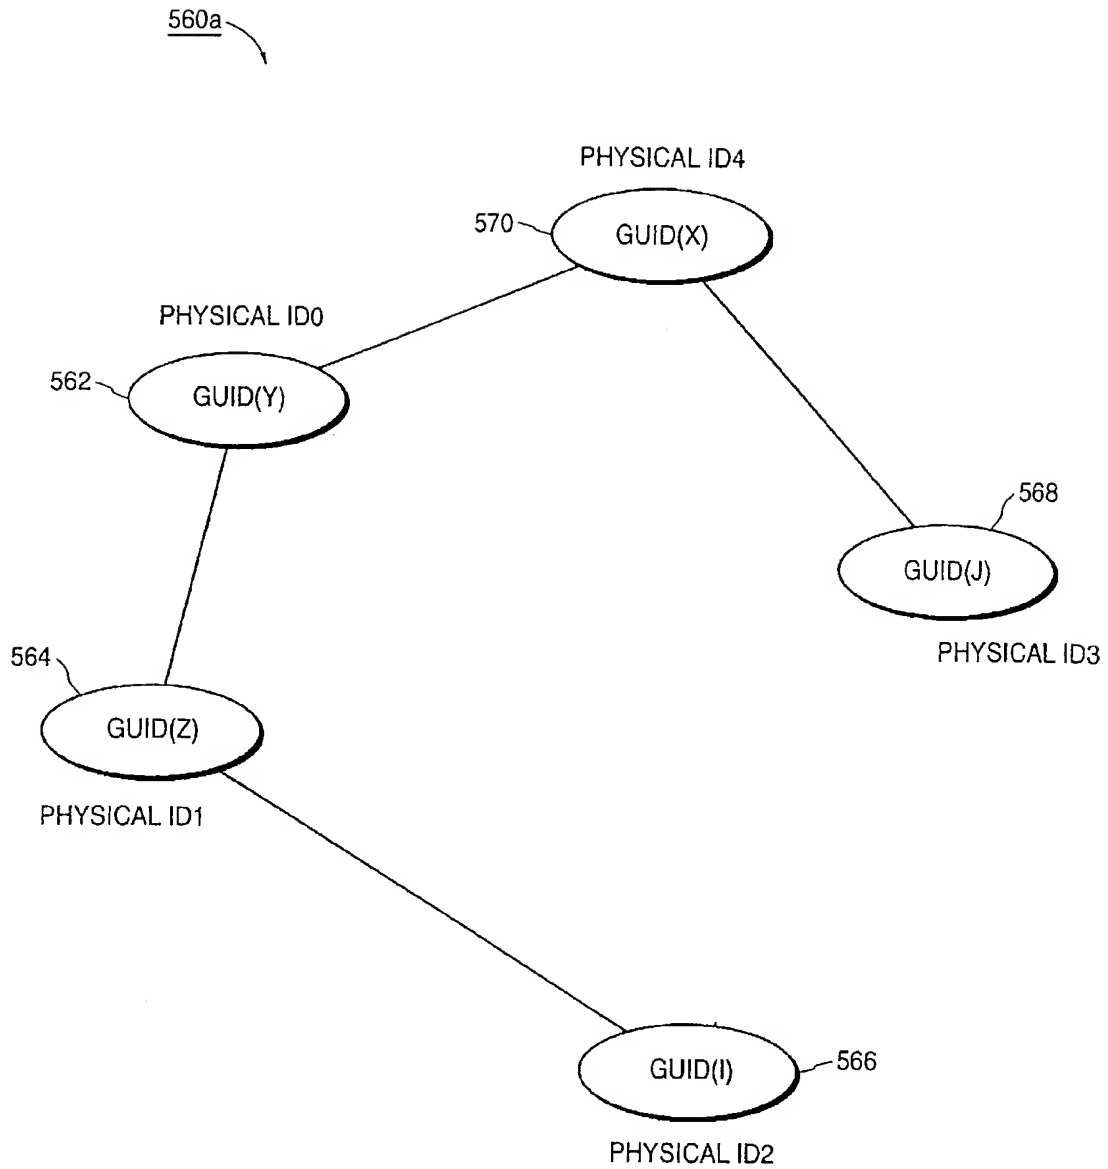 560a
PHYSICAL ID4
570
GUID(X)
PHYSICAL ID0
562
GUID(Y)
568
GUID(J)
PHYSICAL ID3
564
GUID(Z)
PHYSICAL ID1
GUID(I)
566
PHYSICAL ID2